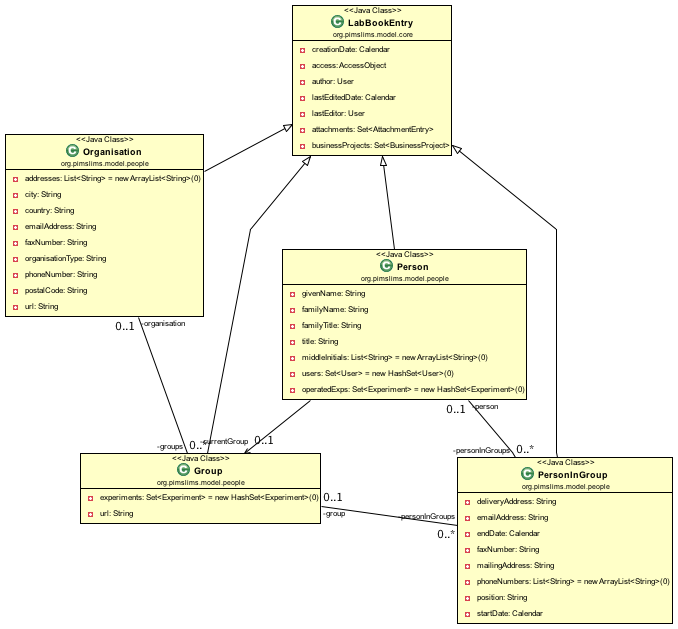 <<Java Class>>
LabBookEntry
org.pimslims.model.core
creationDate: Calendar
access: AccessObject
author: User
lastEditedDate: Calendar
lastEditor: User
attachments: Set<AttachmentEntry>
businessProjects: Set<BusinessProject>
<<Java Class>>
Organisation
org.pimslims.model.people
addresses: List<String> = new ArrayList<String>(0)
city: String
country: String
emailAddress: String
faxNumber: String
organisationType: String
phoneNumber: String
postalCode: String
url: String
<<Java Class>>
Person
org.pimslims.model.people
givenName: String
familyName: String
familyTitle: String
title: String
middleInitials: List<String> = new ArrayList<String>(0)
users: Set<User> = new HashSet<User>(0)
operatedExps: Set<Experiment> = new HashSet<Experiment>(0)
0..1 -organisation
-groups 0..*
-currentGroup 0..1
0..1 -person
-personInGroups 0..*
<<Java Class>>
Group
org.pimslims.model.people
experiments: Set<Experiment> = new HashSet<Experiment>(0)
url: String
0..1
-group
-personInGroups
0..*
<<Java Class>>
PersonInGroup
org.pimslims.model.people
deliveryAddress: String
emailAddress: String
endDate: Calendar
faxNumber: String
mailingAddress: String
phoneNumbers: List<String> = new ArrayList<String>(0)
position: String
startDate: Calendar